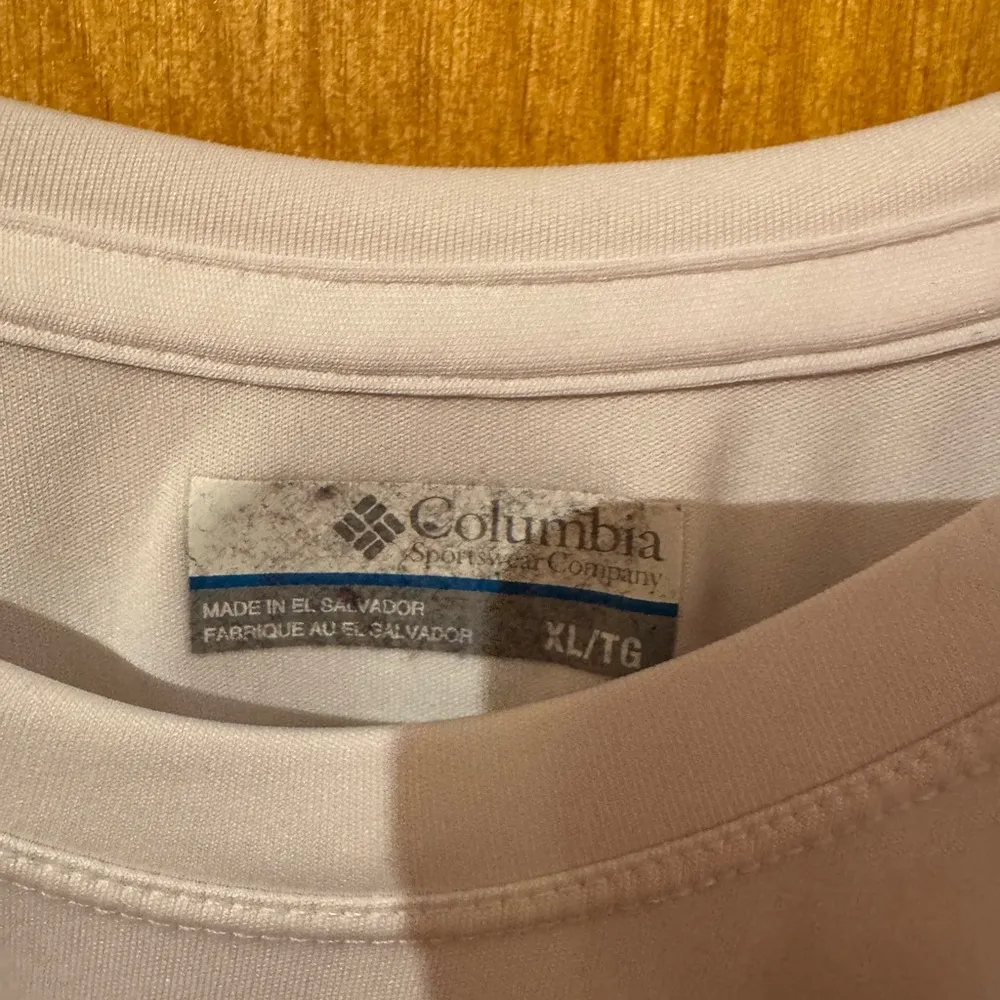 Columbia
Sportswear Company
MADE IN EL SALVADOR
FABRIQUE AU EL SALVADOR
XL/TG